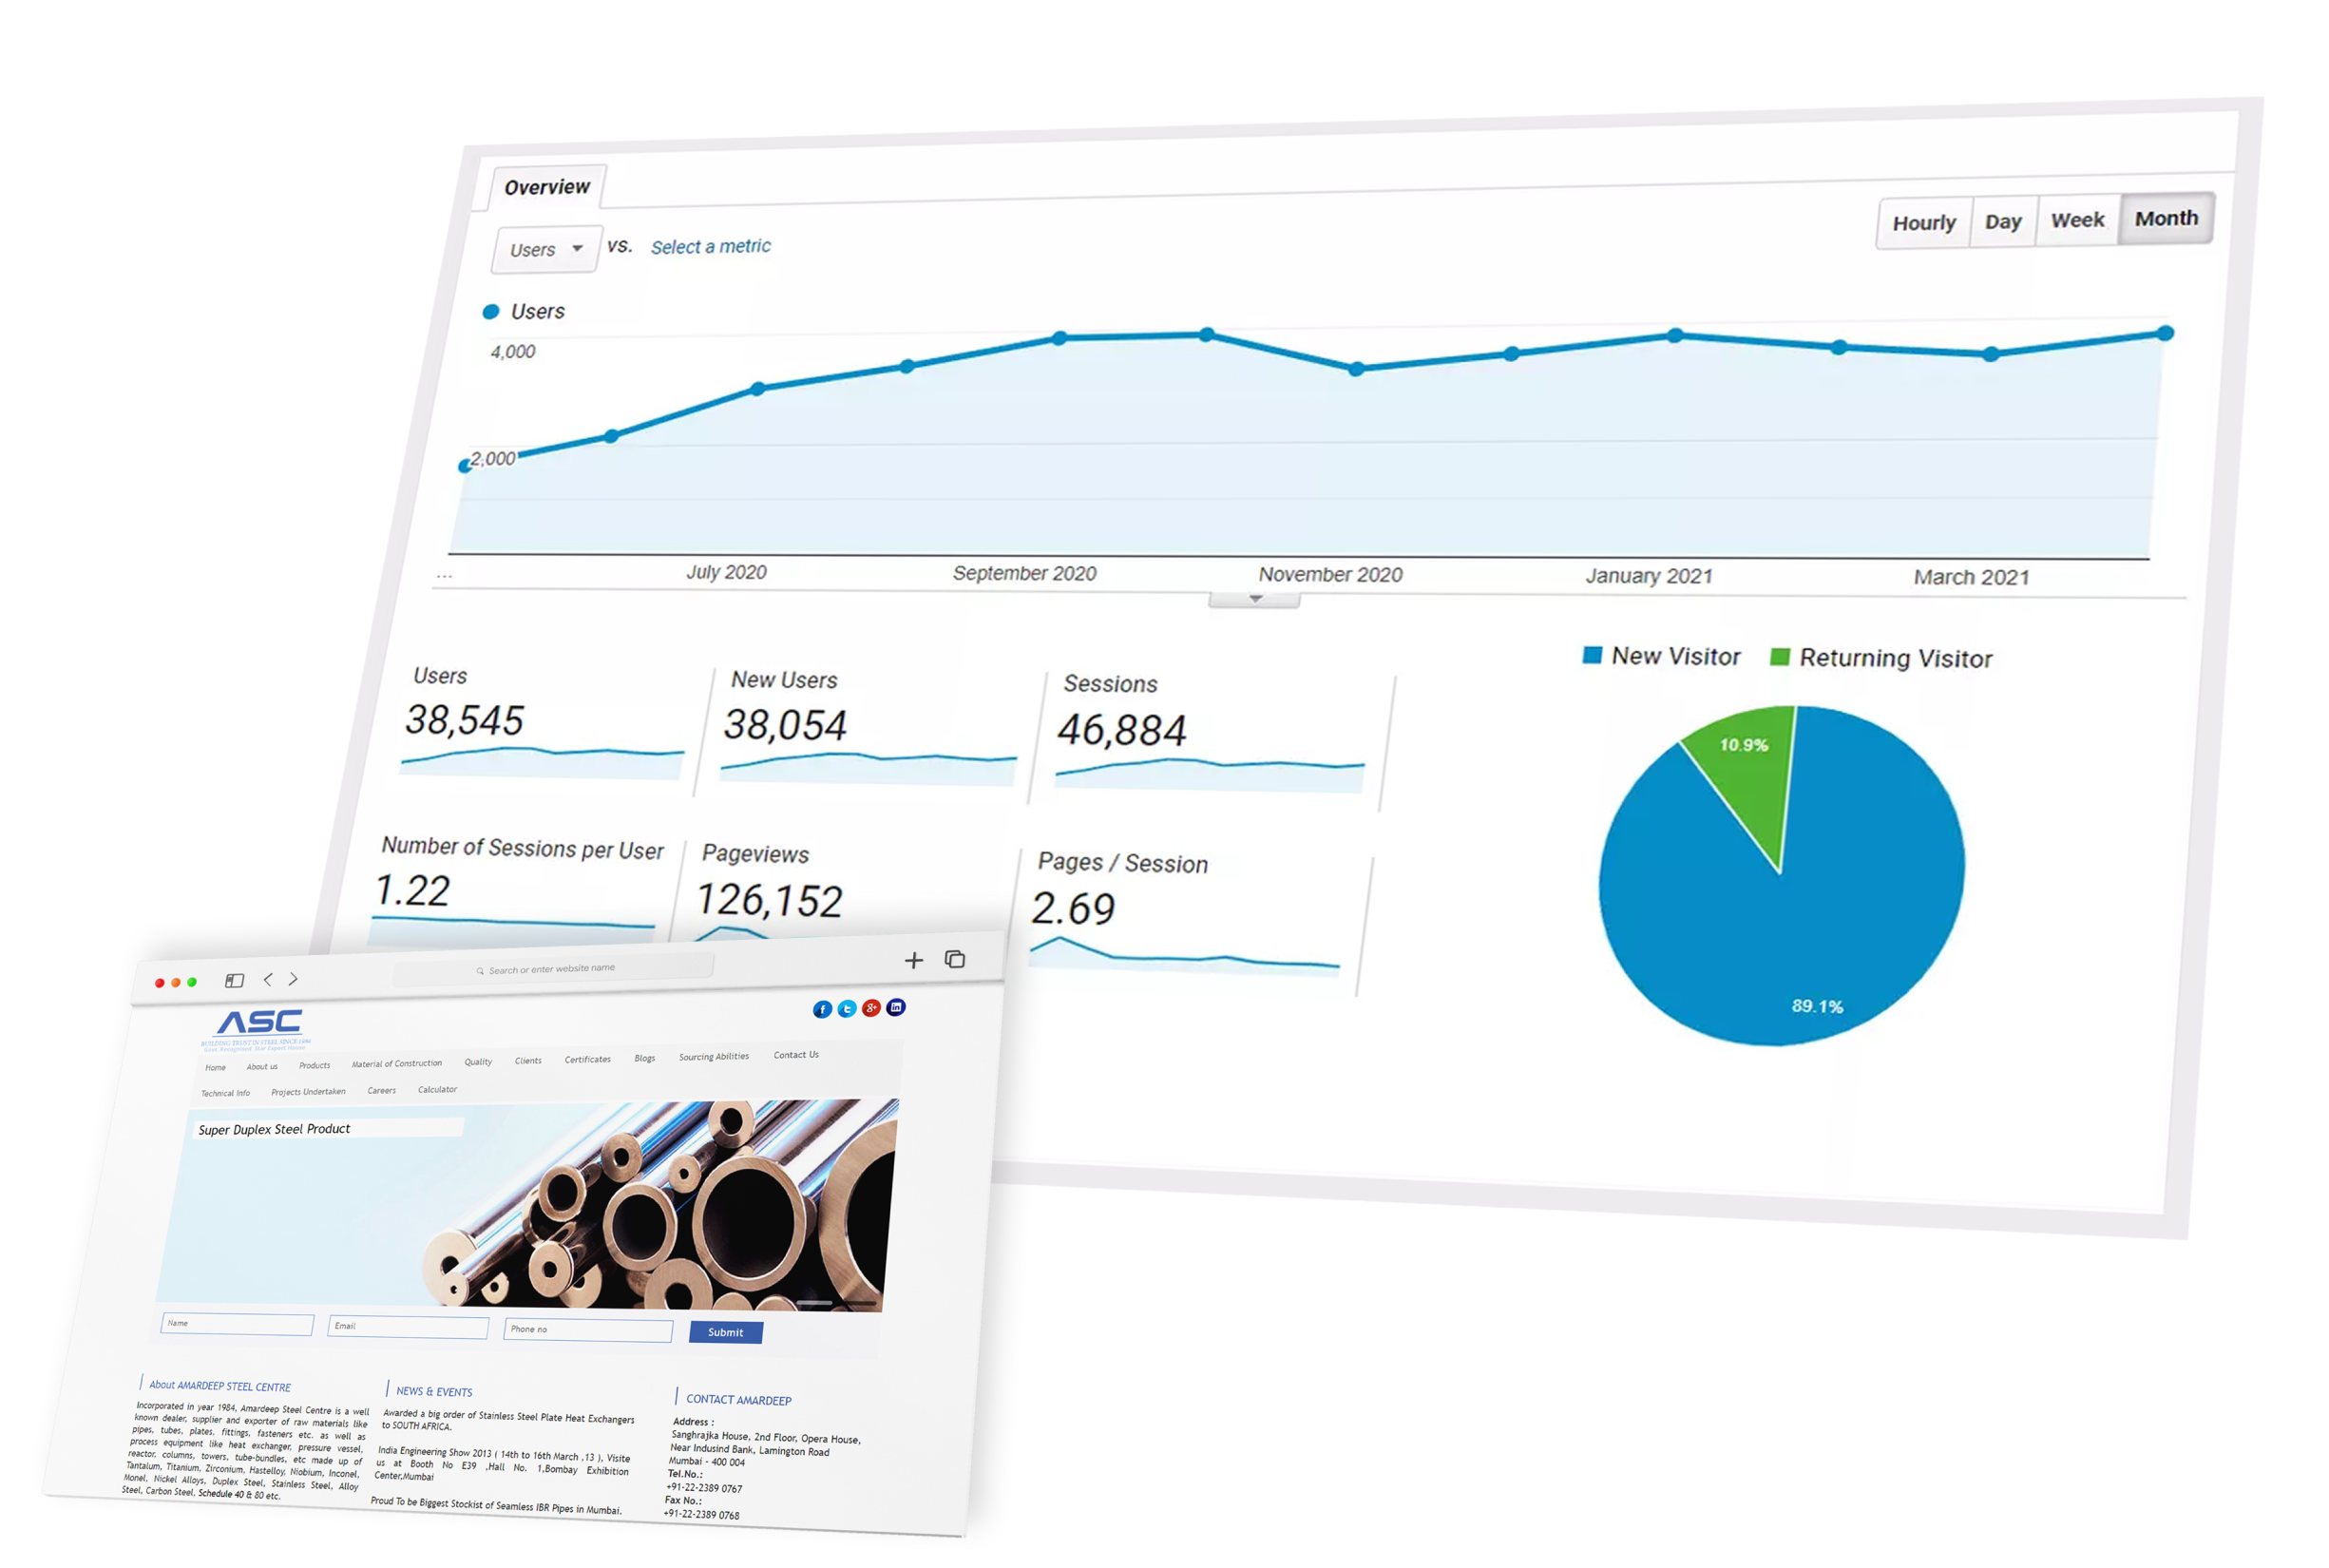 Overview
Users vs. Select a metric
Hourly Day Week Month
Users
4,000
2,000
... July 2020 September 2020 November 2020 January 2021 March 2021
Users
38,545
New Users
38,054
Sessions
46,884
New Visitor Returning Visitor
10.9%
89.1%
Number of Sessions per User
1.22
Pageviews
126,152
Pages / Session
2.69
Search or enter website name
ASC
BUILDING TRUST IN STEEL SINCE 1984
Govt. Recognised Star Export House
Home About us Products Material of Construction Quality Clients Certificates Blogs Sourcing Abilities Contact Us
Technical Info Projects Undertaken Careers Calculator
Super Duplex Steel Product
Name Email Phone no Submit
About AMARDEEP STEEL CENTRE
Incorporated in year 1984, Amardeep Steel Centre is a well
known dealer, supplier and exporter of raw materials like
pipes, tubes, plates, fittings, fasteners etc. as well as
process equipment like heat exchanger, pressure vessel,
reactor, columns, towers, tube-bundles, etc made up of
Tantalum, Titanium, Zirconium, Hastelloy, Niobium, Inconel,
Monel, Nickel Alloys, Duplex Steel, Stainless Steel, Alloy
Steel, Carbon Steel, Schedule 40 & 80 etc.
NEWS & EVENTS
Awarded a big order of Stainless Steel Plate Heat Exchangers
to SOUTH AFRICA.
India Engineering Show 2013 ( 14th to 16th March ,13 ), Visite
us at Booth No E39 ,Hall No. 1,Bombay Exhibition
Center,Mumbai
Proud To be Biggest Stockist of Seamless IBR Pipes in Mumbai.
CONTACT AMARDEEP
Address :
Sanghrajka House, 2nd Floor, Opera House,
Near Indusind Bank, Lamington Road
Mumbai - 400 004
Tel.No.:
+91-22-2389 0767
Fax No.:
+91-22-2389 0768